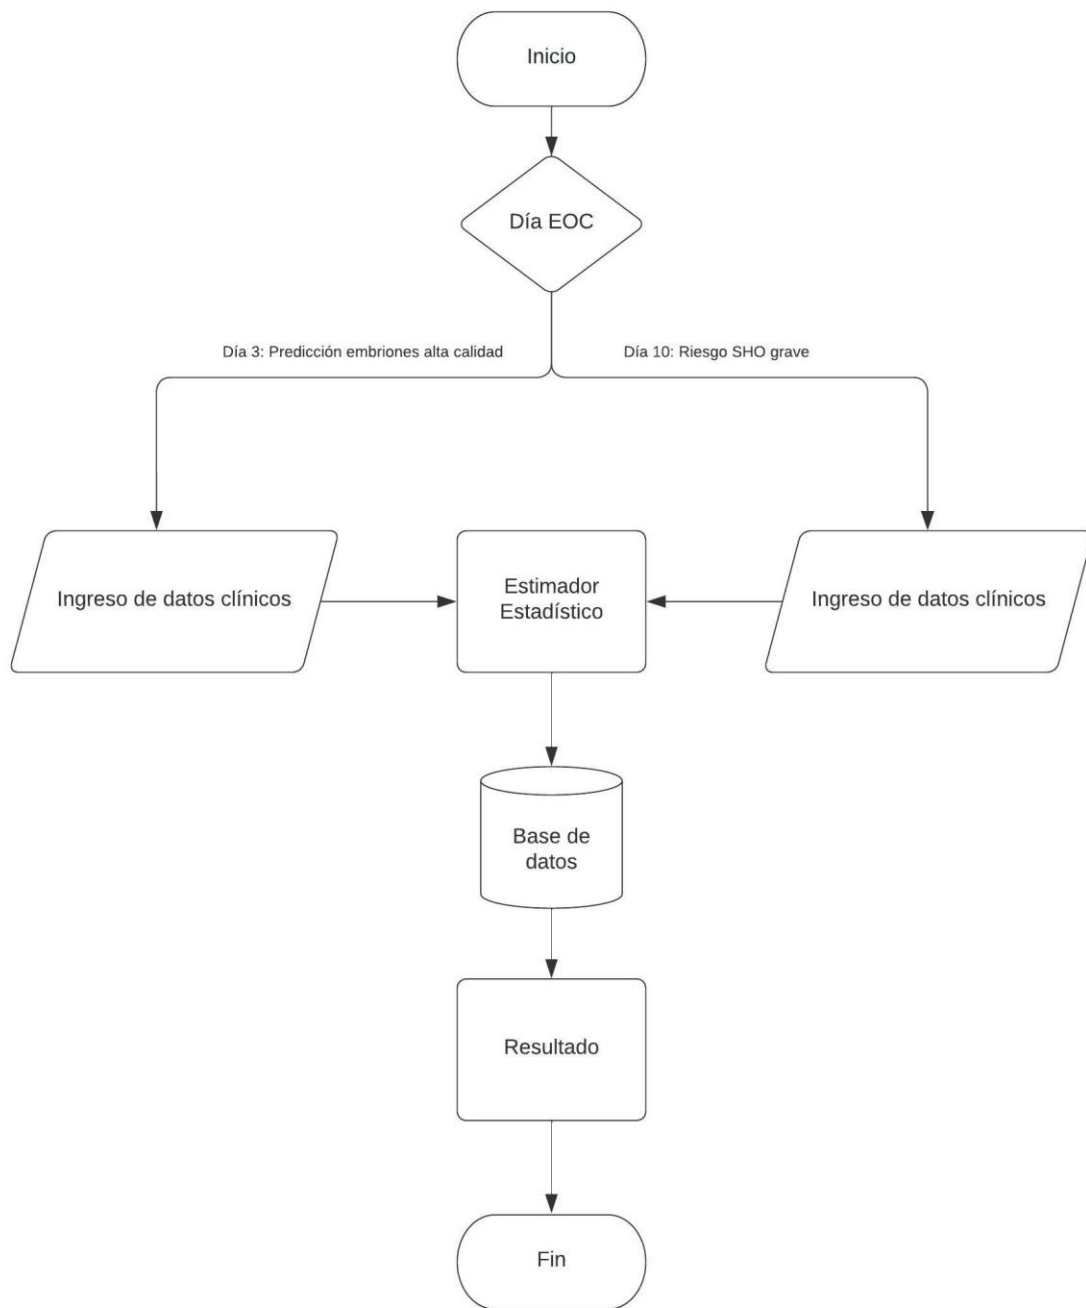 Inicio
Día EOC
Día 3: Predicción embriones alta calidad
Día 10: Riesgo SHO grave
Ingreso de datos clínicos
Estimador
Estadístico
Ingreso de datos clínicos
Base de
datos
Resultado
Fin